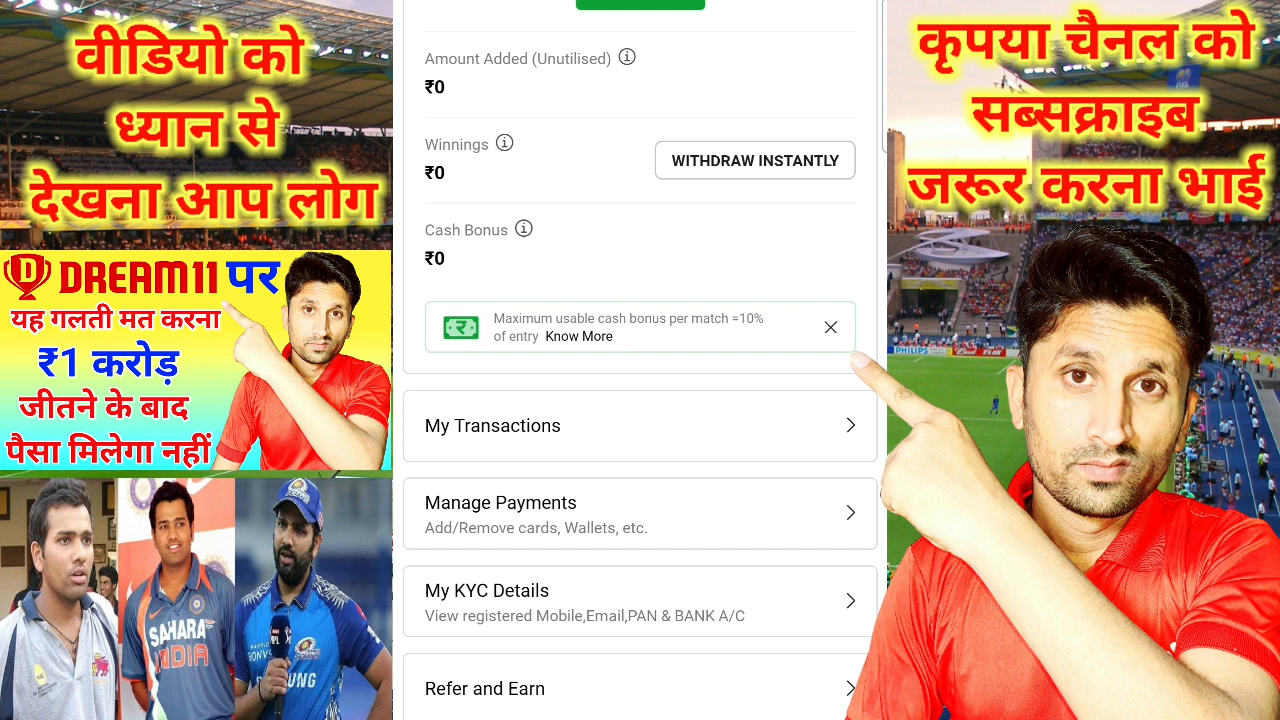 वीडियो को
ध्यान से
देखना आप लोग
DREAM11 पर
यह गलती मत करना
₹1 करोड़
जीतने के बाद
पैसा मिलेगा नहीं
SAHARA
INDIA
Amount Added (Unutilised)
₹0
Winnings
₹0
WITHDRAW INSTANTLY
Cash Bonus
₹0
Maximum usable cash bonus per match =10%
of entry Know More
My Transactions
Manage Payments
Add/Remove cards, Wallets, etc.
My KYC Details
View registered Mobile,Email,PAN & BANK A/C
Refer and Earn
कृपया चैनल को
सब्सक्राइब
जरूर करना भाई
PHILIPS